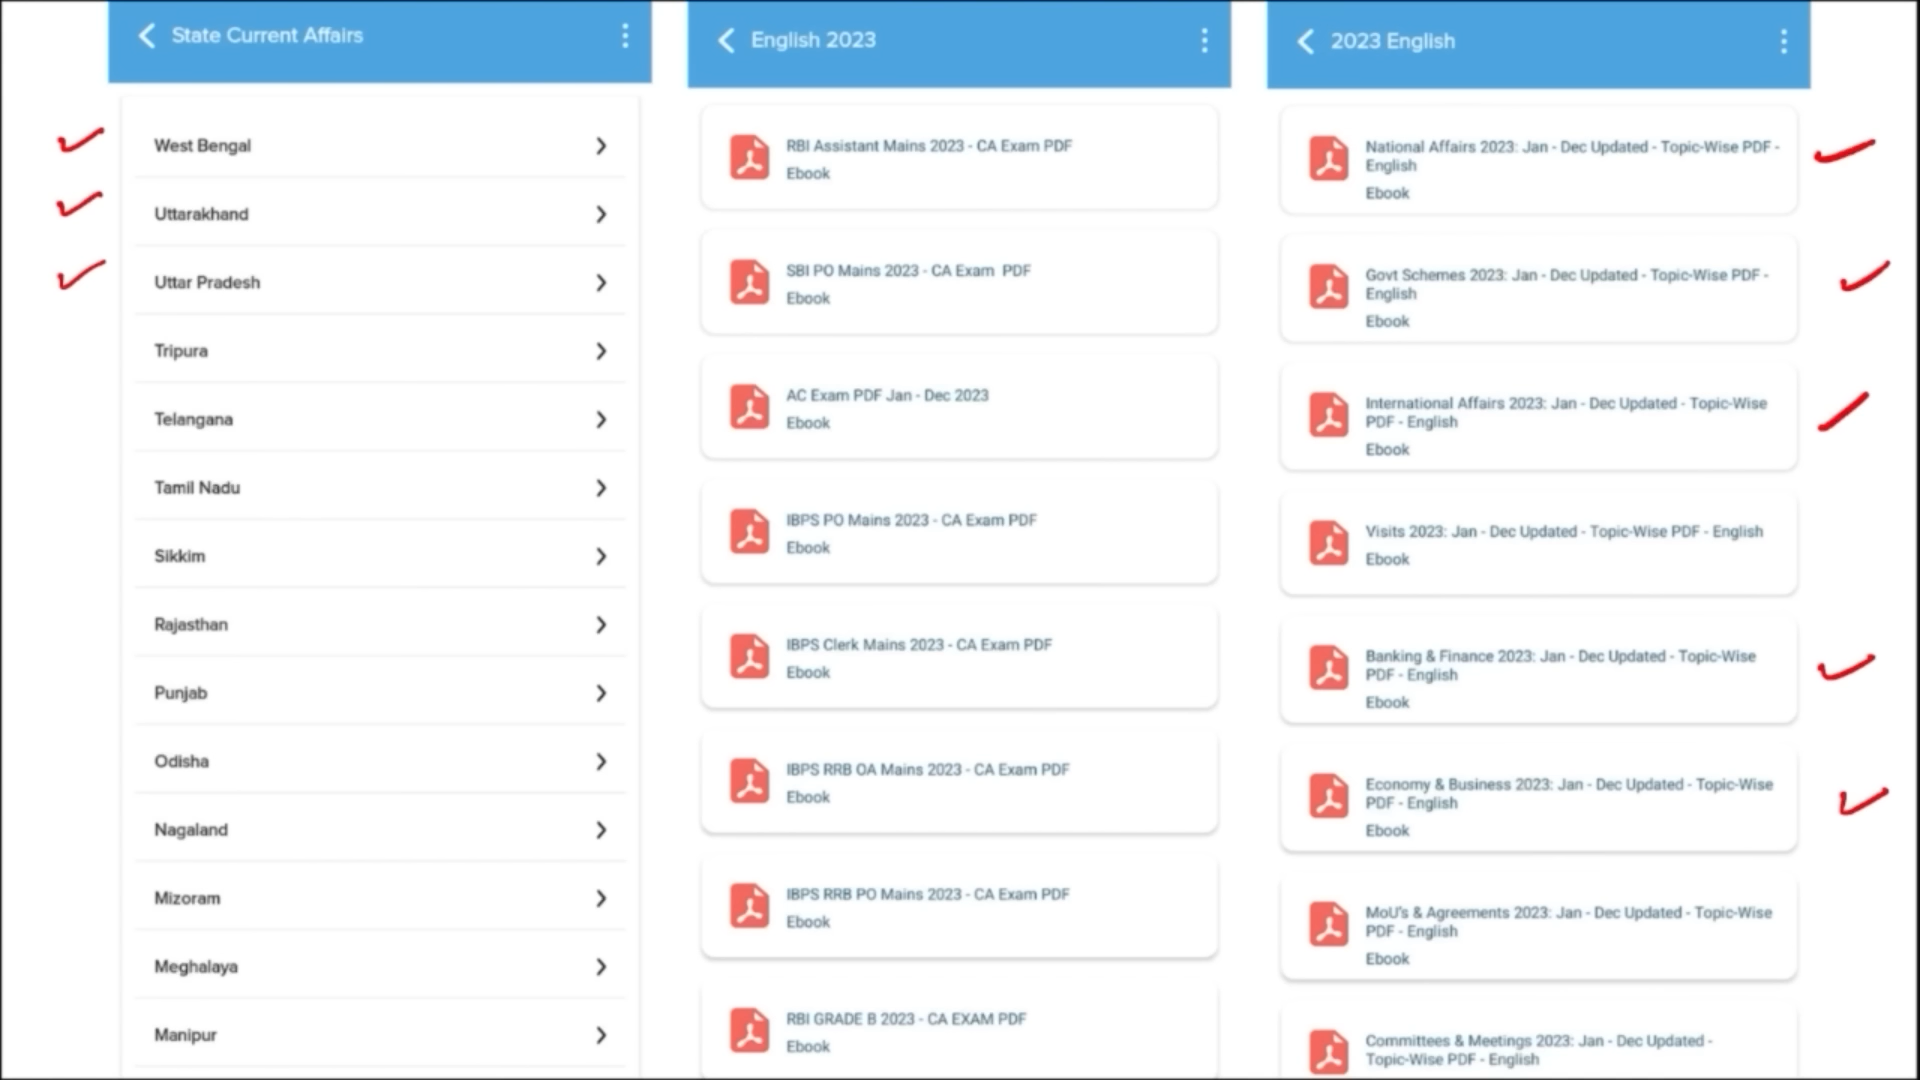 State Current Affairs
West Bengal
Uttarakhand
Uttar Pradesh
Tripura
Telangana
Tamil Nadu
Sikkim
Rajasthan
Punjab
Odisha
Nagaland
Mizoram
Meghalaya
Manipur
English 2023
RBI Assistant Mains 2023 - CA Exam PDF
Ebook
SBI PO Mains 2023 - CA Exam PDF
Ebook
AC Exam PDF Jan - Dec 2023
Ebook
IBPS PO Mains 2023 - CA Exam PDF
Ebook
IBPS Clerk Mains 2023 - CA Exam PDF
Ebook
IBPS RRB OA Mains 2023 - CA Exam PDF
Ebook
IBPS RRB PO Mains 2023 - CA Exam PDF
Ebook
RBI GRADE B 2023 - CA EXAM PDF
Ebook
2023 English
National Affairs 2023: Jan - Dec Updated - Topic-Wise PDF -
English
Ebook
Govt Schemes 2023: Jan - Dec Updated - Topic-Wise PDF -
English
Ebook
International Affairs 2023: Jan - Dec Updated - Topic-Wise
PDF - English
Ebook
Visits 2023: Jan - Dec Updated - Topic-Wise PDF - English
Ebook
Banking & Finance 2023: Jan - Dec Updated - Topic-Wise
PDF - English
Ebook
Economy & Business 2023: Jan - Dec Updated - Topic-Wise
PDF - English
Ebook
MoU's & Agreements 2023: Jan - Dec Updated - Topic-Wise
PDF - English
Ebook
Committees & Meetings 2023: Jan - Dec Updated -
Topic-Wise PDF - English